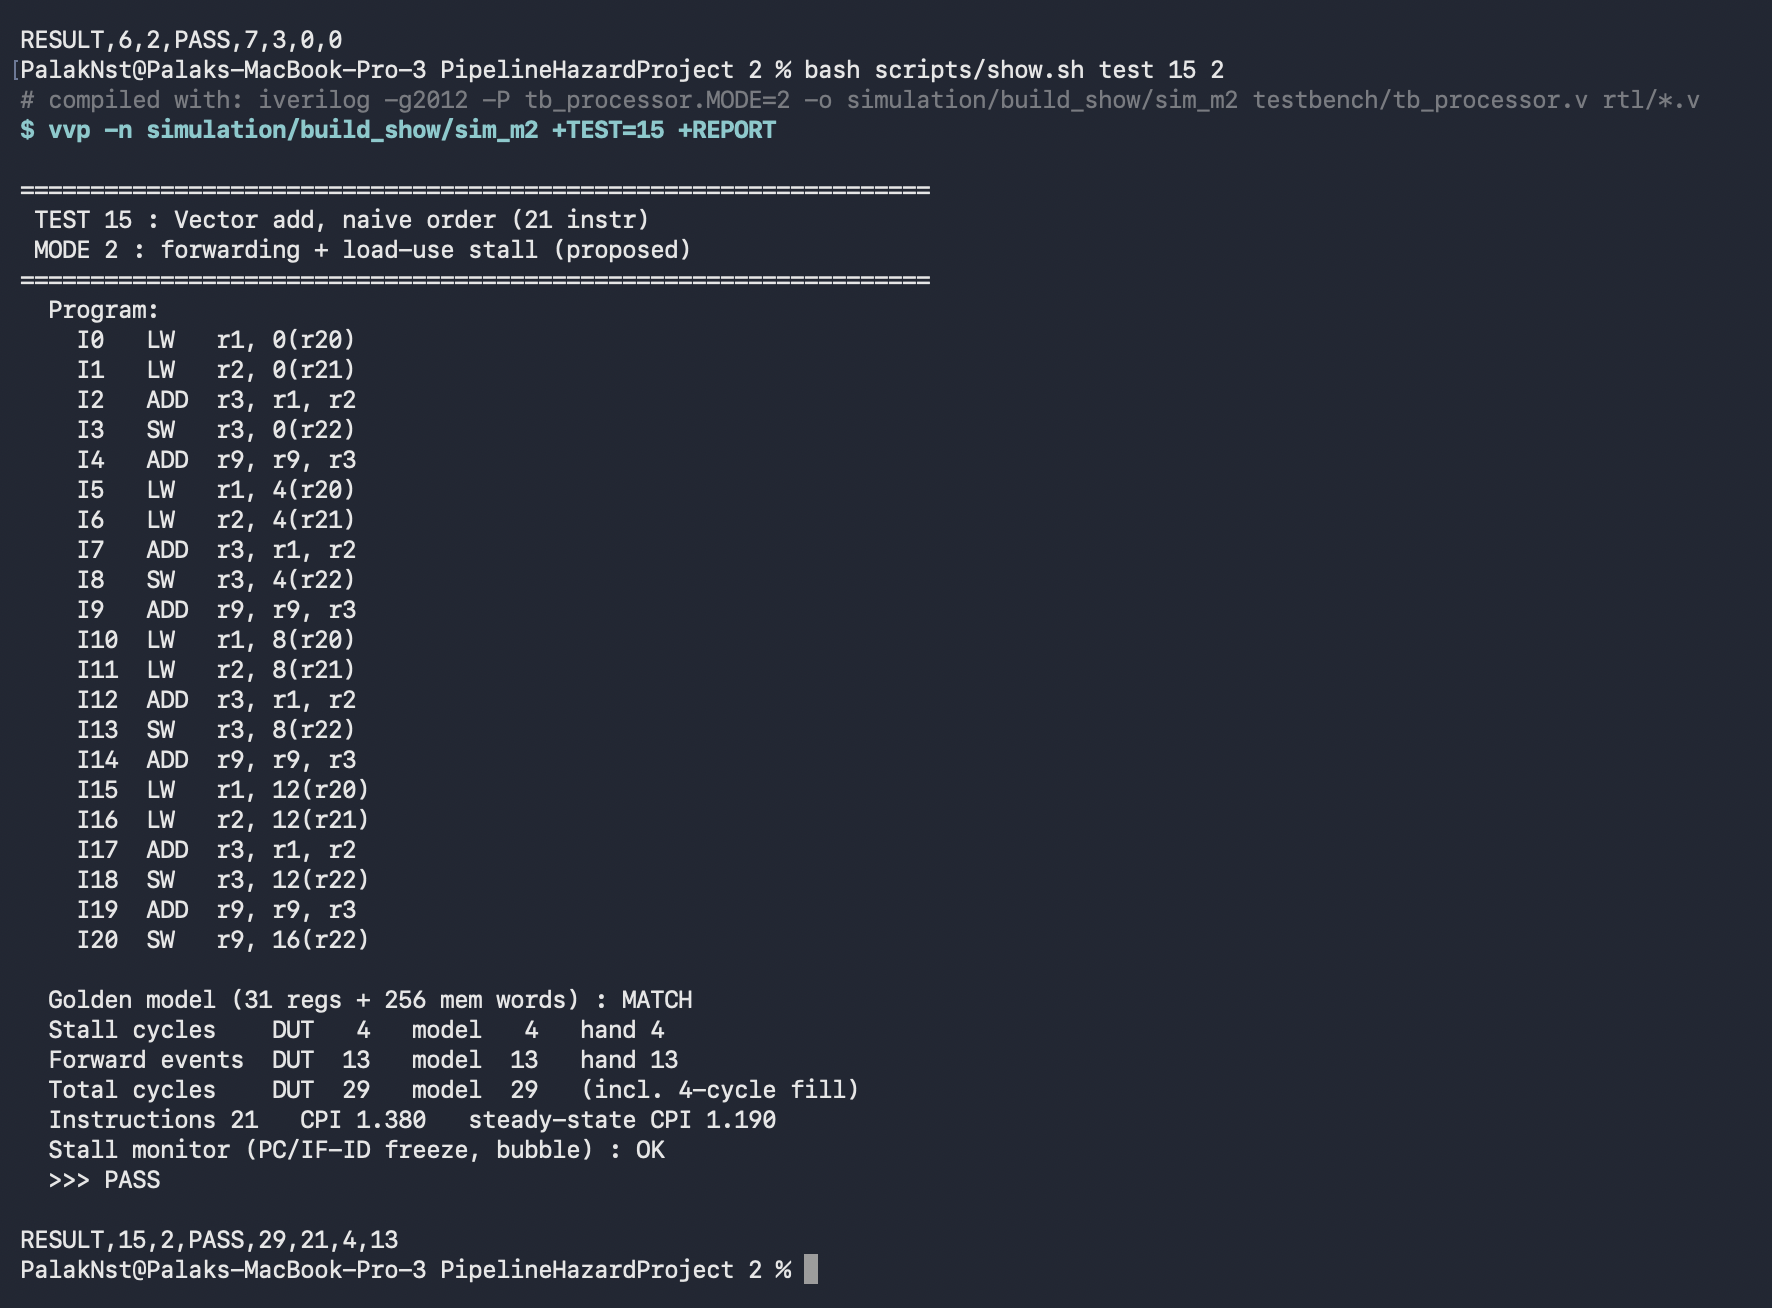 RESULT,6,2,PASS,7,3,0,0
[PalakNst@Palaks-MacBook-Pro-3 PipelineHazardProject 2 % bash scripts/show.sh test 15 2
# compiled with: iverilog -g2012 -P tb_processor.MODE=2 -o simulation/build_show/sim_m2 testbench/tb_processor.v rtl/*.v
$ vvp -n simulation/build_show/sim_m2 +TEST=15 +REPORT
=================================================================
TEST 15 : Vector add, naive order (21 instr)
MODE 2 : forwarding + load-use stall (proposed)
=================================================================
Program:
I0 LW r1, 0(r20)
I1 LW r2, 0(r21)
I2 ADD r3, r1, r2
I3 SW r3, 0(r22)
I4 ADD r9, r9, r3
I5 LW r1, 4(r20)
I6 LW r2, 4(r21)
I7 ADD r3, r1, r2
I8 SW r3, 4(r22)
I9 ADD r9, r9, r3
I10 LW r1, 8(r20)
I11 LW r2, 8(r21)
I12 ADD r3, r1, r2
I13 SW r3, 8(r22)
I14 ADD r9, r9, r3
I15 LW r1, 12(r20)
I16 LW r2, 12(r21)
I17 ADD r3, r1, r2
I18 SW r3, 12(r22)
I19 ADD r9, r9, r3
I20 SW r9, 16(r22)
Golden model (31 regs + 256 mem words) : MATCH
Stall cycles DUT 4 model 4 hand 4
Forward events DUT 13 model 13 hand 13
Total cycles DUT 29 model 29 (incl. 4-cycle fill)
Instructions 21 CPI 1.380 steady-state CPI 1.190
Stall monitor (PC/IF-ID freeze, bubble) : OK
>>> PASS
RESULT,15,2,PASS,29,21,4,13
PalakNst@Palaks-MacBook-Pro-3 PipelineHazardProject 2 %